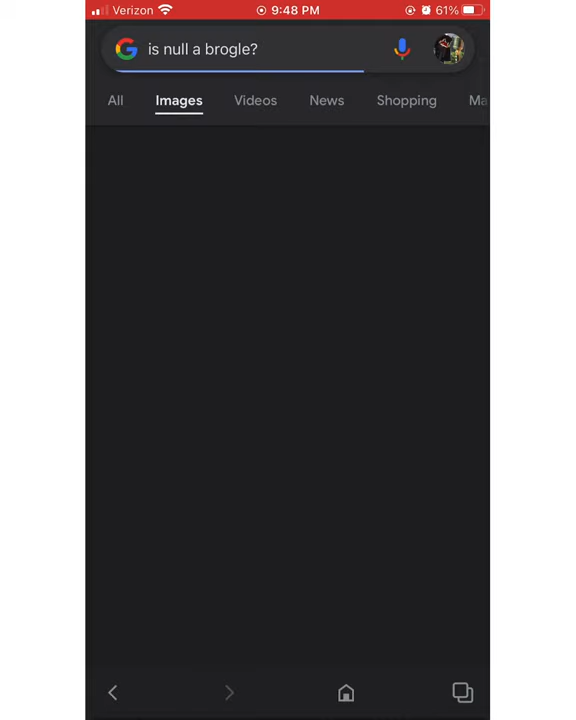 Verizon 9:48 PM 61%
is null a brogle?
All Images Videos News Shopping Ma